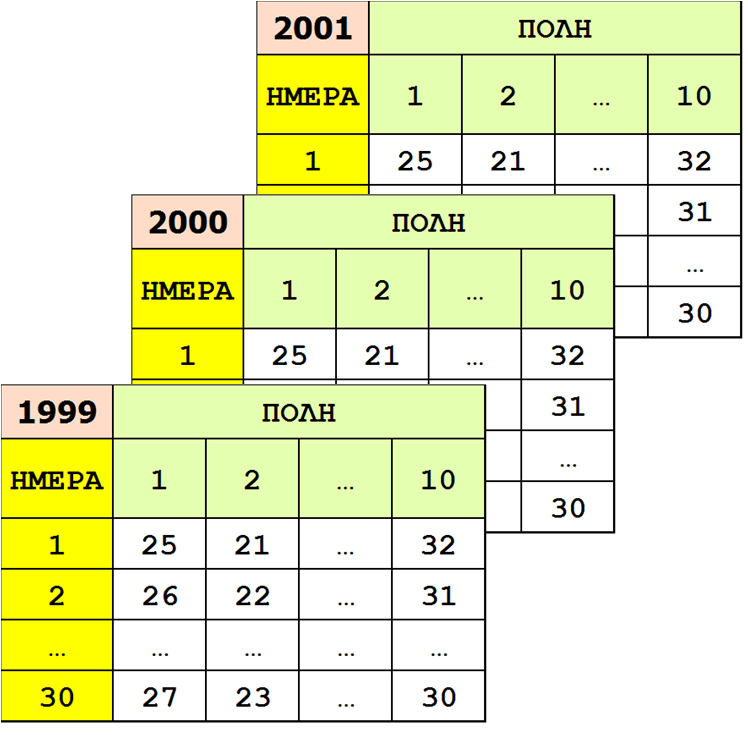 2001 ΠΟΛΗ
ΗΜΕΡΑ 1 2 … 10
1 25 21 … 32
31
…
30
2000 ΠΟΛΗ
ΗΜΕΡΑ 1 2 … 10
1 25 21 … 32
31
…
30
1999 ΠΟΛΗ
ΗΜΕΡΑ 1 2 … 10
1 25 21 … 32
2 26 22 … 31
… … … … …
30 27 23 … 30